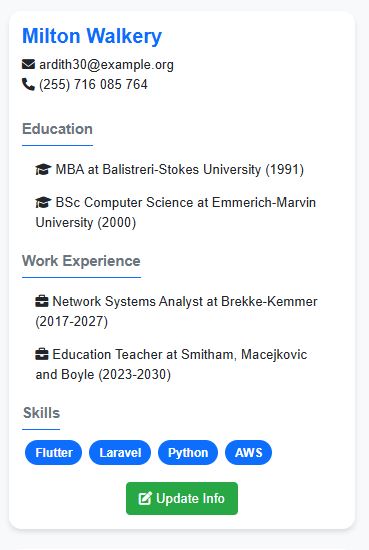 Milton Walkery
ardith30@example.org
(255) 716 085 764
Education
MBA at Balistreri-Stokes University (1991)
BSc Computer Science at Emmerich-Marvin
University (2000)
Work Experience
Network Systems Analyst at Brekke-Kemmer
(2017-2027)
Education Teacher at Smitham, Macejkovic
and Boyle (2023-2030)
Skills
Flutter Laravel Python AWS
Update Info